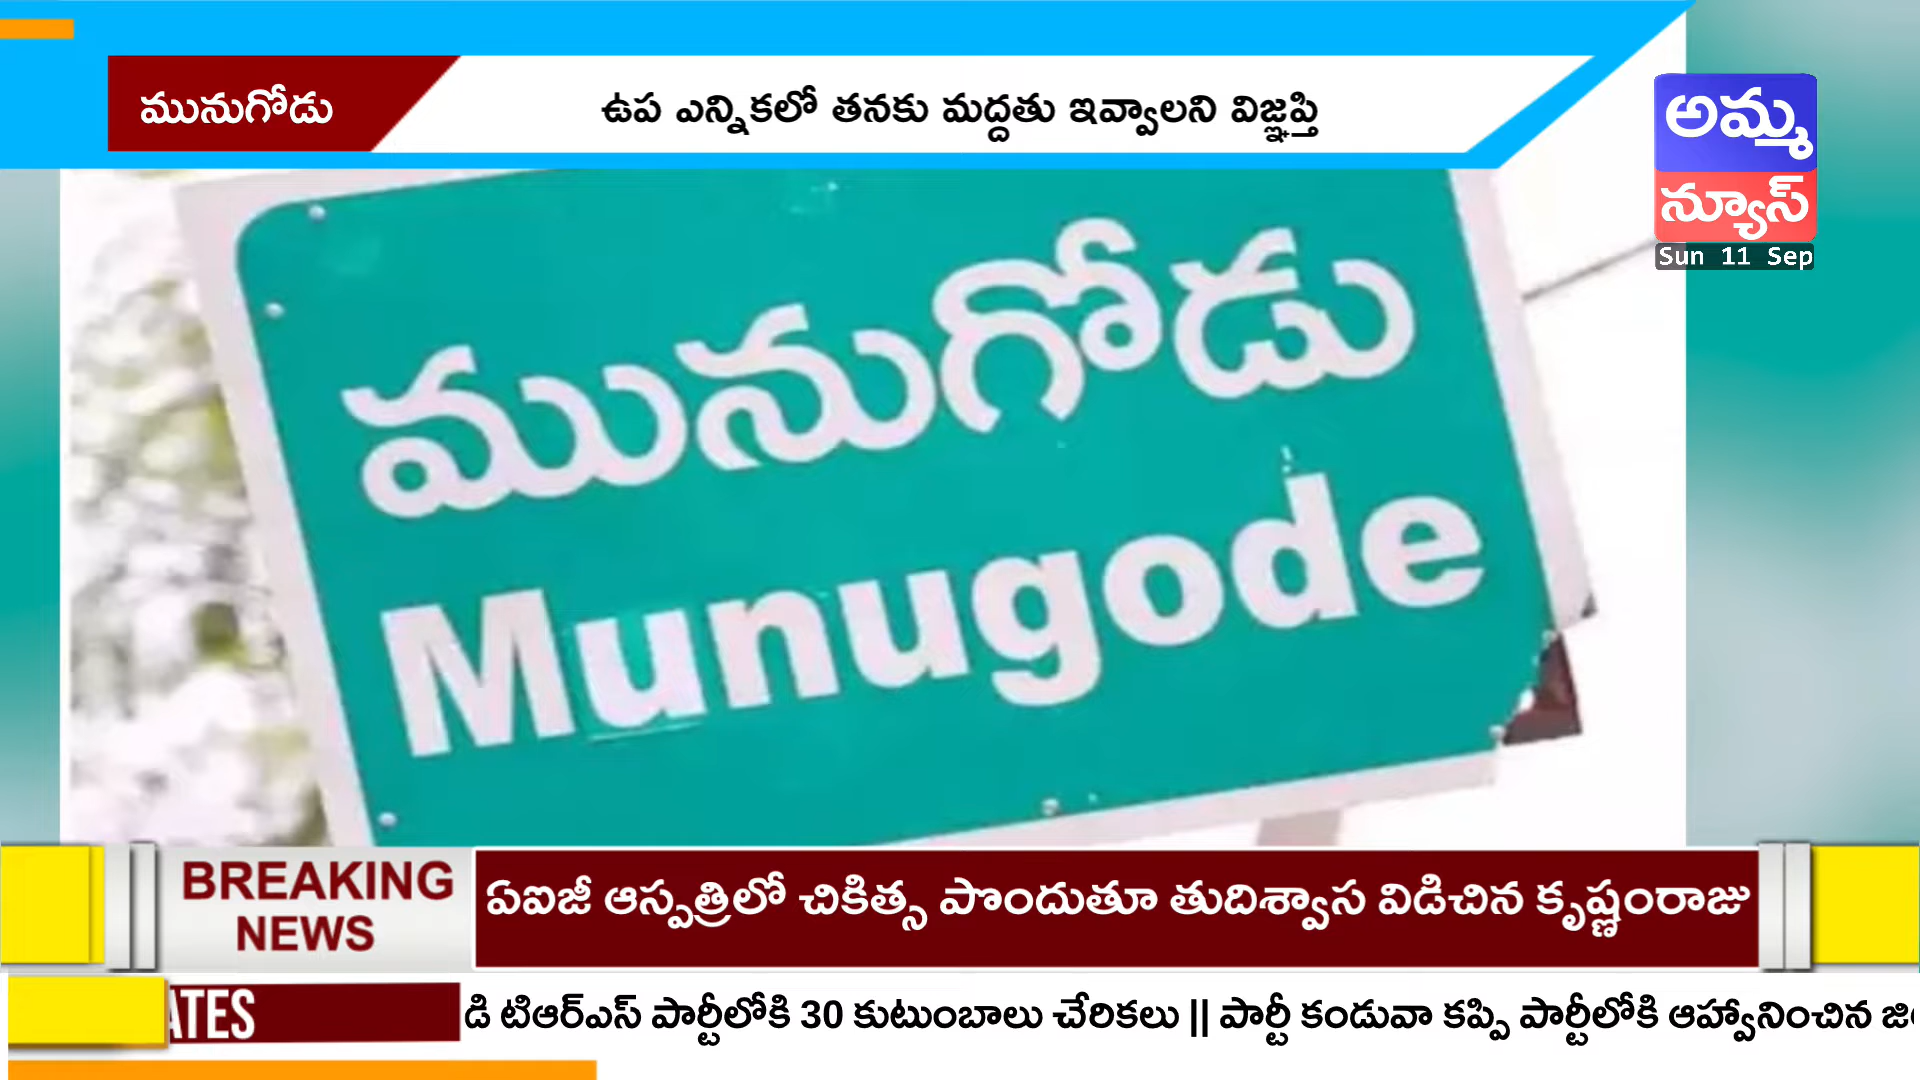 మునుగోడు
ఉప ఎన్నికలో తనకు మద్దతు ఇవ్వాలని విజ్ఞప్తి
అమ్మ
న్యూస్
Sun 11 Sep
మునుగోడు
Munugode
BREAKING
NEWS
ఏఐజీ ఆస్పత్రిలో చికిత్స పొందుతూ తుదిశ్వాస విడిచిన కృష్ణంరాజు
ATES
డి టిఆర్ఎస్ పార్టీలోకి 30 కుటుంబాలు చేరికలు || పార్టీ కండువా కప్పి పార్టీలోకి ఆహ్వానించిన